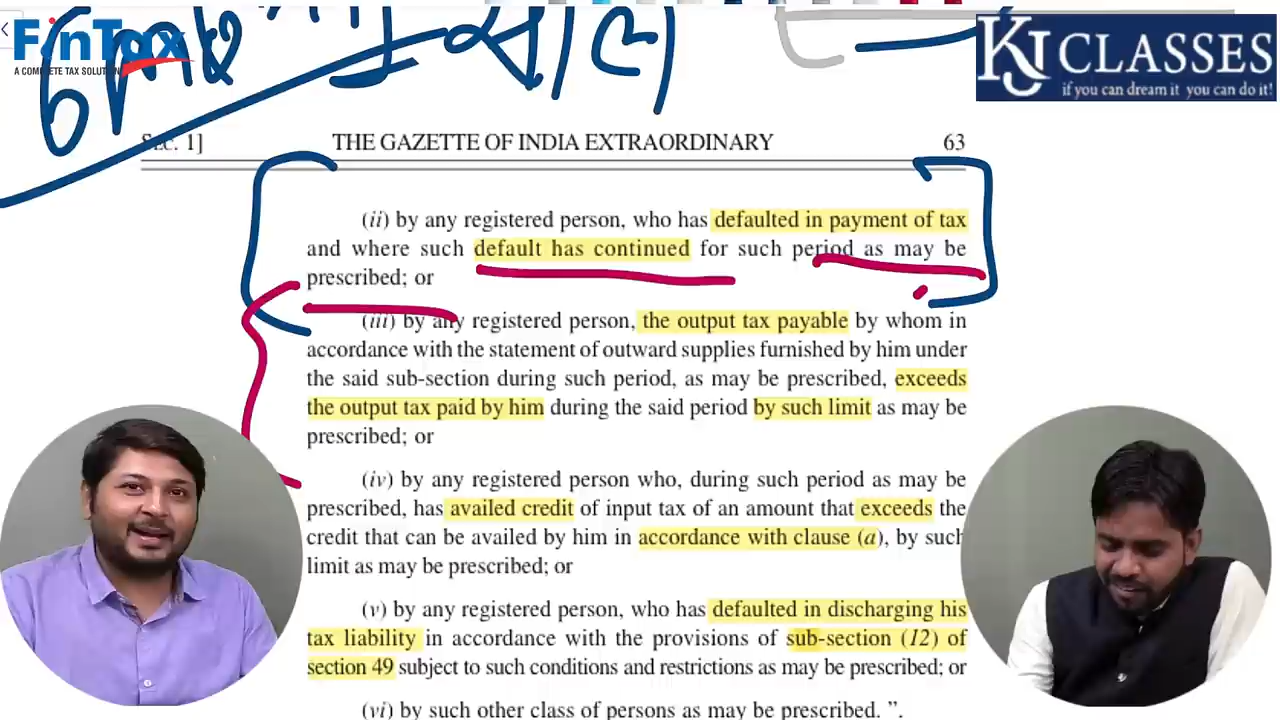 FinTax
A COMPLETE TAX SOLUTION
KJ CLASSES
if you can dream it you can do it!
SEC. 1] THE GAZETTE OF INDIA EXTRAORDINARY 63
(ii) by any registered person, who has defaulted in payment of tax
and where such default has continued for such period as may be
prescribed; or
(iii) by any registered person, the output tax payable by whom in
accordance with the statement of outward supplies furnished by him under
the said sub-section during such period, as may be prescribed, exceeds
the output tax paid by him during the said period by such limit as may be
prescribed; or
(iv) by any registered person who, during such period as may be
prescribed, has availed credit of input tax of an amount that exceeds the
credit that can be availed by him in accordance with clause (a), by such
limit as may be prescribed; or
(v) by any registered person, who has defaulted in discharging his
tax liability in accordance with the provisions of sub-section (12) of
section 49 subject to such conditions and restrictions as may be prescribed; or
(vi) by such other class of persons as may be prescribed. ”.